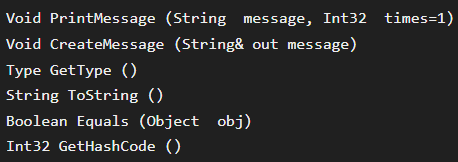 Void PrintMessage (String  message, Int32  times=1)
Void CreateMessage (String& out message)
Type GetType ()
String ToString ()
Boolean Equals (Object  obj)
Int32 GetHashCode ()